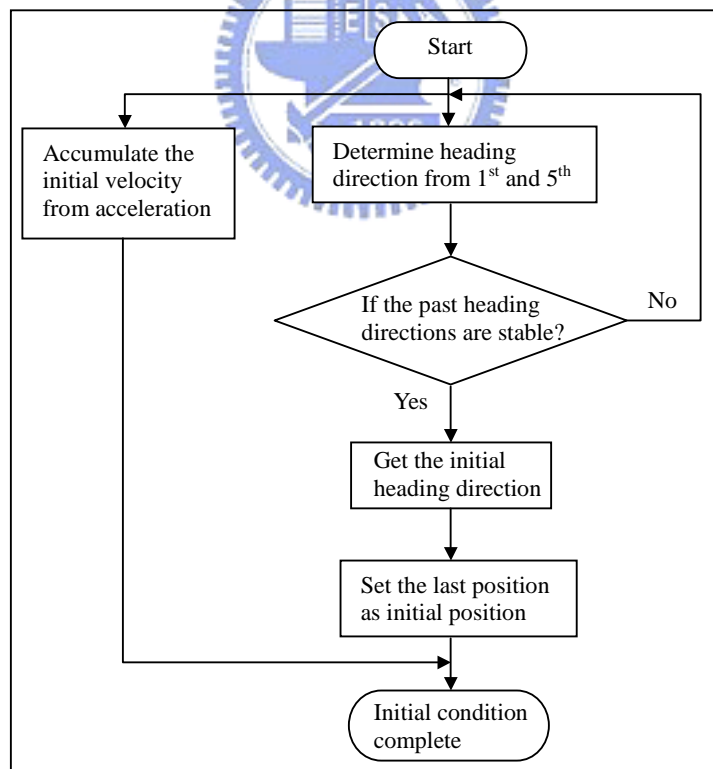 Start
Accumulate the
initial velocity
from acceleration
Determine heading
direction from 1st and 5th
If the past heading
directions are stable?
No
Yes
Get the initial
heading direction
Set the last position
as initial position
Initial condition
complete